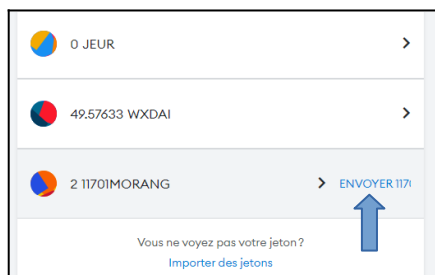 0 JEUR
49.57633 WXDAI
2 11701MORANG ENVOYER 1170
Vous ne voyez pas votre jeton ?
Importer des jetons